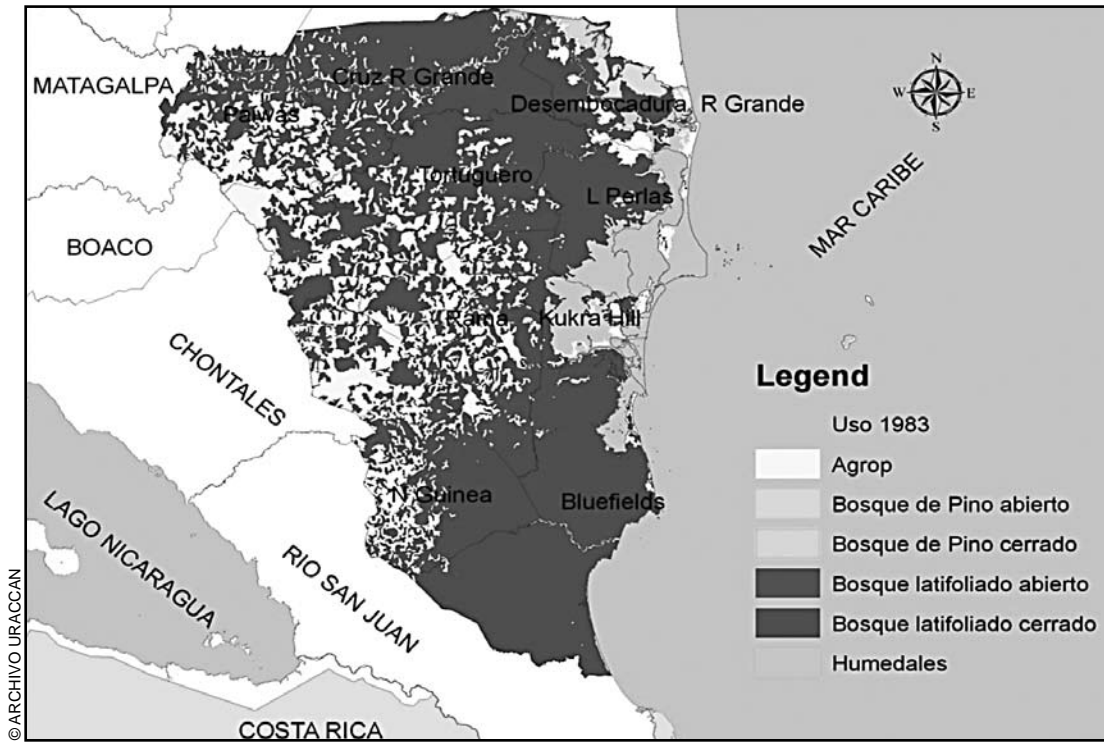 MATAGALPA
Cruz R Grande
Paiwas
Desembocadura R Grande
N
W E
S
Tortuguero
L Perlas
MAR CARIBE
BOACO
Rama
Kukra Hill
CHONTALES
Legend
Uso 1983
Agrop
Bosque de Pino abierto
Bosque de Pino cerrado
Bosque latifoliado abierto
Bosque latifoliado cerrado
Humedales
N Guinea
Bluefields
LAGO NICARAGUA
RIO SAN JUAN
COSTA RICA
© ARCHIVO URACCAN